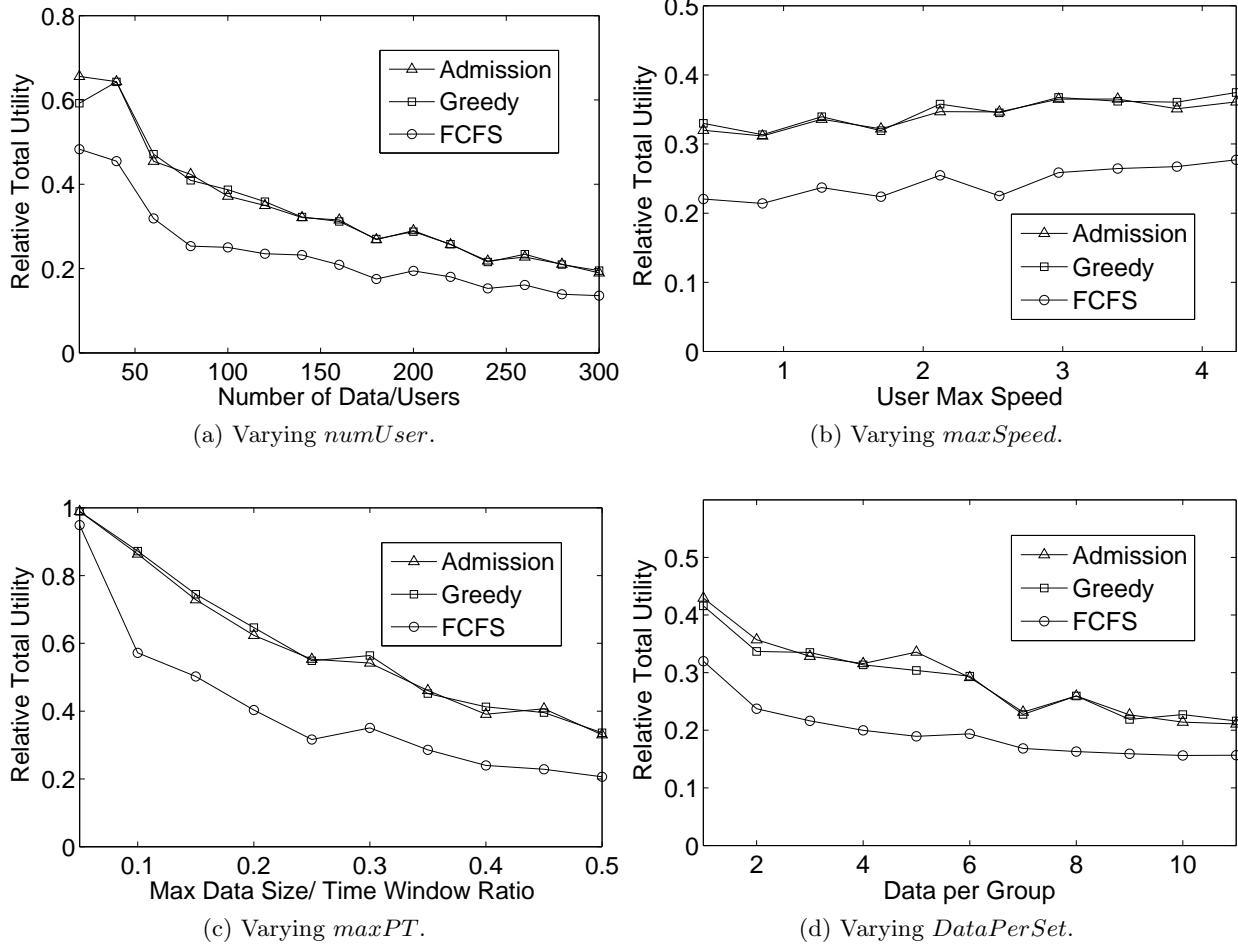 0.8
0.6
0.4
0.2
0
Relative Total Utility
Admission
Greedy
FCFS
50 100 150 200 250 300
Number of Data/Users
(a) Varying numUser.
0.5
0.4
0.3
0.2
0.1
0
Relative Total Utility
Admission
Greedy
FCFS
1 2 3 4
User Max Speed
(b) Varying maxSpeed.
1
0.8
0.6
0.4
0.2
0
Relative Total Utility
Admission
Greedy
FCFS
0.1 0.2 0.3 0.4 0.5
Max Data Size/ Time Window Ratio
(c) Varying maxPT.
0.5
0.4
0.3
0.2
0.1
0
Relative Total Utility
Admission
Greedy
FCFS
2 4 6 8 10
Data per Group
(d) Varying DataPerSet.